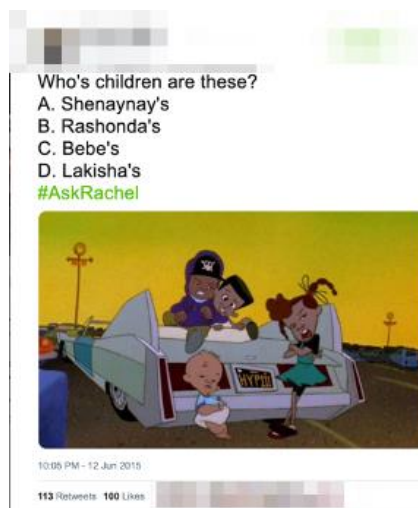 Who's children are these?
A. Shenaynay's
B. Rashonda's
C. Bebe's
D. Lakisha's
#AskRachel
HYPDII
10:05 PM - 12 Jun 2015
113 Retweets 100 Likes